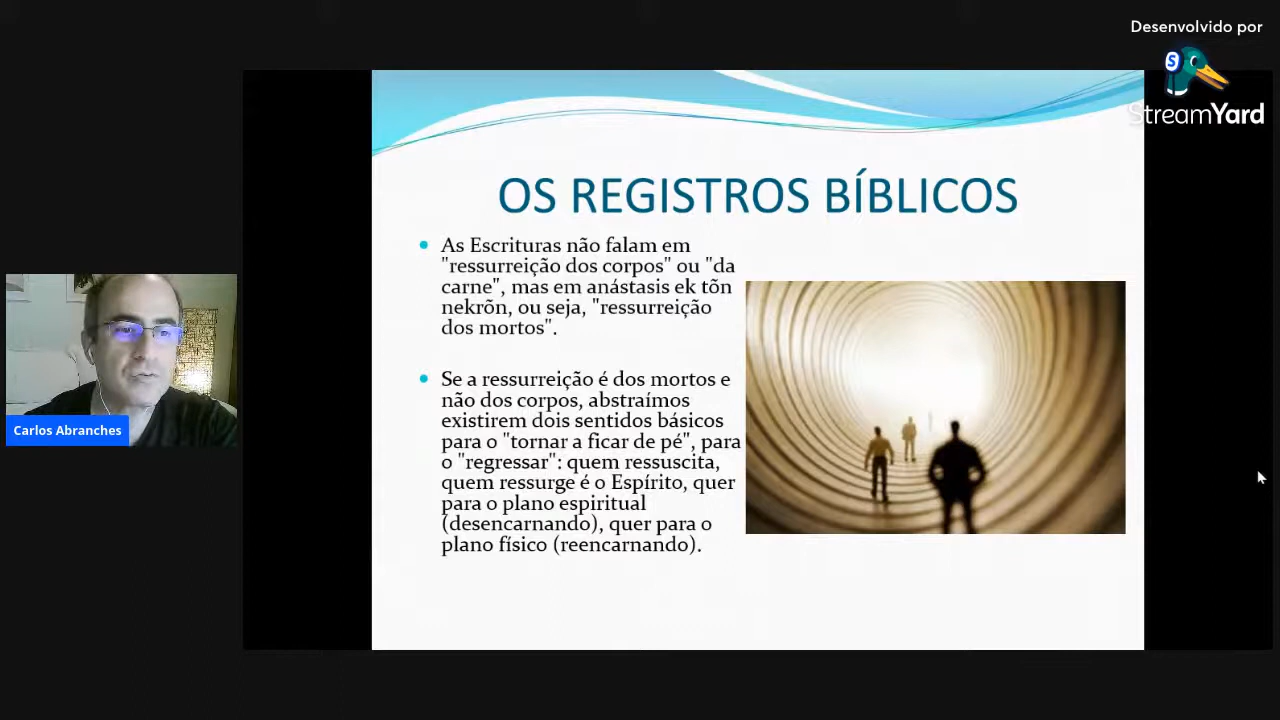 Desenvolvido por
StreamYard
OS REGISTROS BÍBLICOS
As Escrituras não falam em
"ressurreição dos corpos" ou "da
carne", mas em anástasis ek tõn
nekrõn, ou seja, "ressurreição
dos mortos".
Se a ressurreição é dos mortos e
não dos corpos, abstraímos
existirem dois sentidos básicos
para o "tornar a ficar de pé", para
o "regressar": quem ressuscita,
quem ressurge é o Espírito, quer
para o plano espiritual
(desencarnando), quer para o
plano físico (reencarnando).
Carlos Abranches